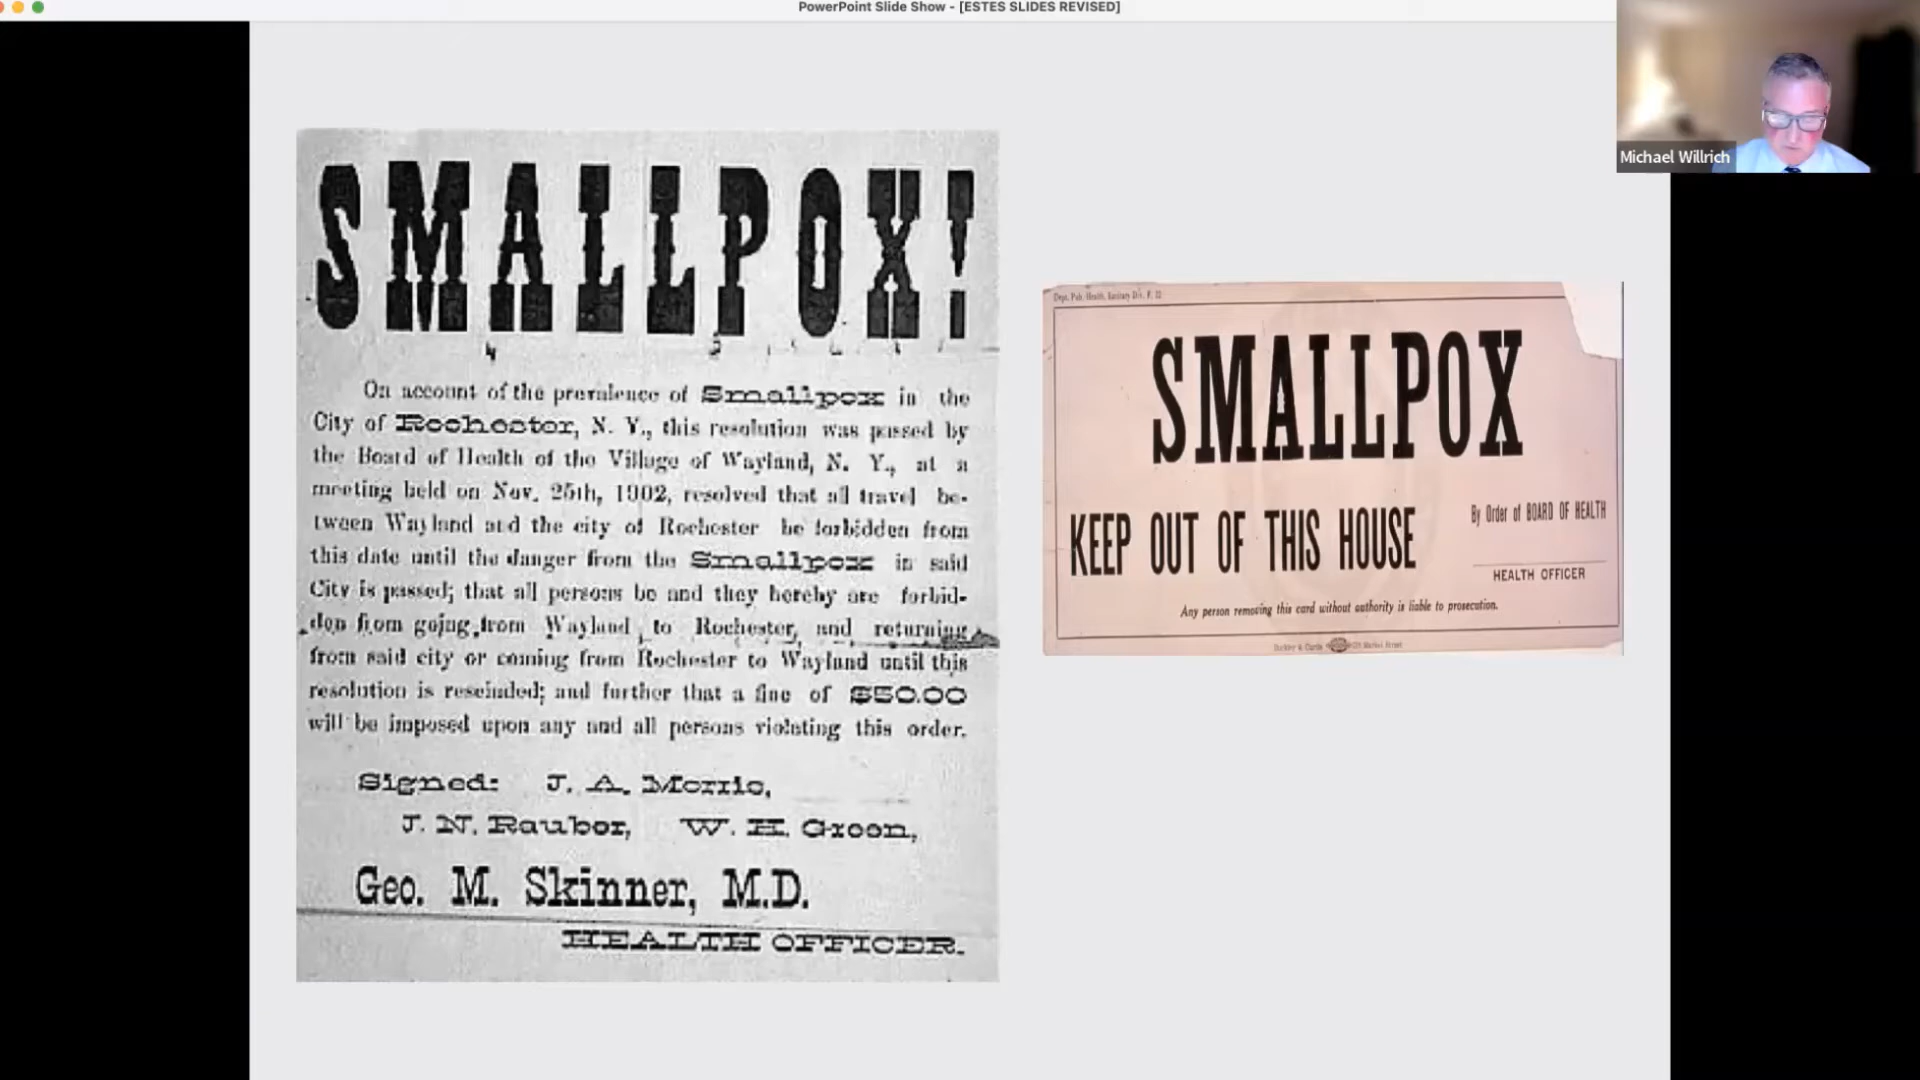 PowerPoint Slide Show - [ESTES SLIDES REVISED]
Michael Willrich
SMALLPOX!
On account of the prevalence of Smallpox in the
City of Rochester, N. Y., this resolution was passed by
the Board of Health of the Village of Wayland, N. Y., at a
meeting held on Nov. 25th, 1902, resolved that all travel be-
tween Wayland and the city of Rochester be forbidden from
this date until the danger from the Smallpox in said
City is passed; that all persons be and they hereby are forbid-
den from going from Wayland to Rochester, and returning
from said city or coming from Rochester to Wayland until this
resolution is rescinded; and further that a fine of $50.00
will be imposed upon any and all persons violating this order.
Signed: J. A. Morris,
J. N. Rauber, W. H. Green,
Geo. M. Skinner, M.D.
HEALTH OFFICER.
Dept. Pub. Health, Sanitary Div. F.
SMALLPOX
KEEP OUT OF THIS HOUSE
By Order of BOARD OF HEALTH
HEALTH OFFICER
Any person removing this card without authority is liable to prosecution.
Market Street